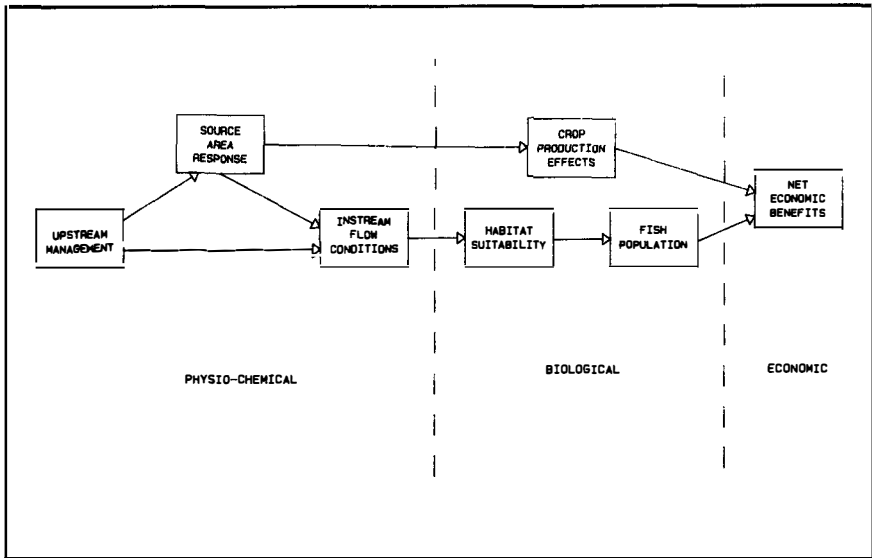 SOURCE
AREA
RESPONSE
CROP
PRODUCTION
EFFECTS
NET
ECONOMIC
BENEFITS
UPSTREAM
MANAGEMENT
INSTREAM
FLOW
CONDITIONS
HABITAT
SUITABILITY
FISH
POPULATION
PHYSIO-CHEMICAL
BIOLOGICAL
ECONOMIC